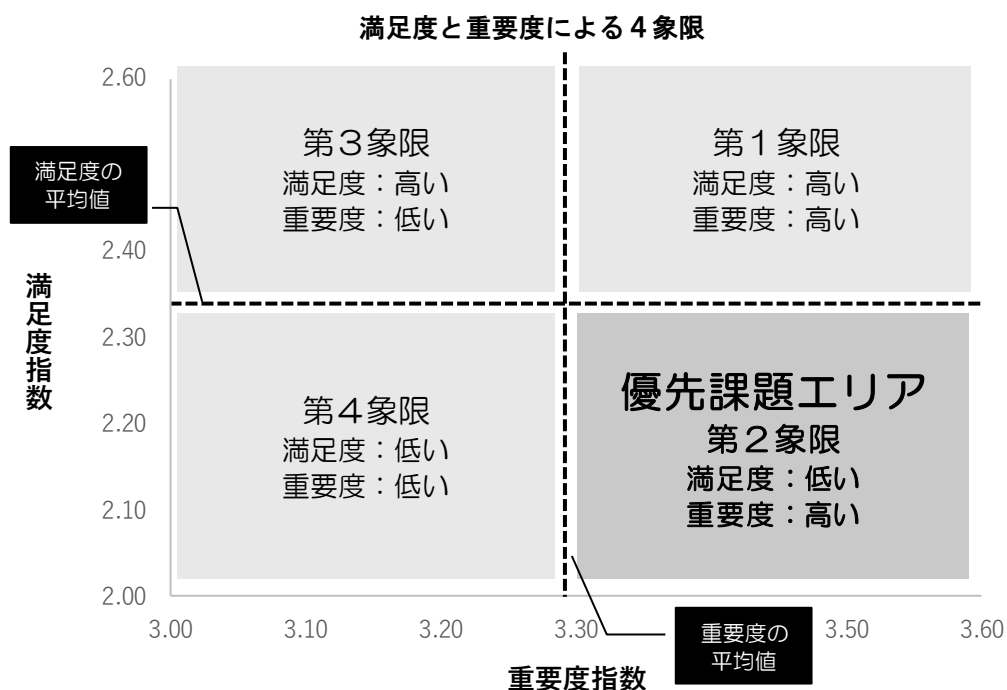 満足度と重要度による４象限
2.60
第３象限
満足度：高い
重要度：低い
第１象限
満足度：高い
重要度：高い
満足度の
平均値
2.40
満足度指数
2.30
2.20
2.10
2.00
第４象限
満足度：低い
重要度：低い
優先課題エリア
第２象限
満足度：低い
重要度：高い
3.00
3.10
3.20
3.30
3.50
3.60
重要度の
平均値
重要度指数